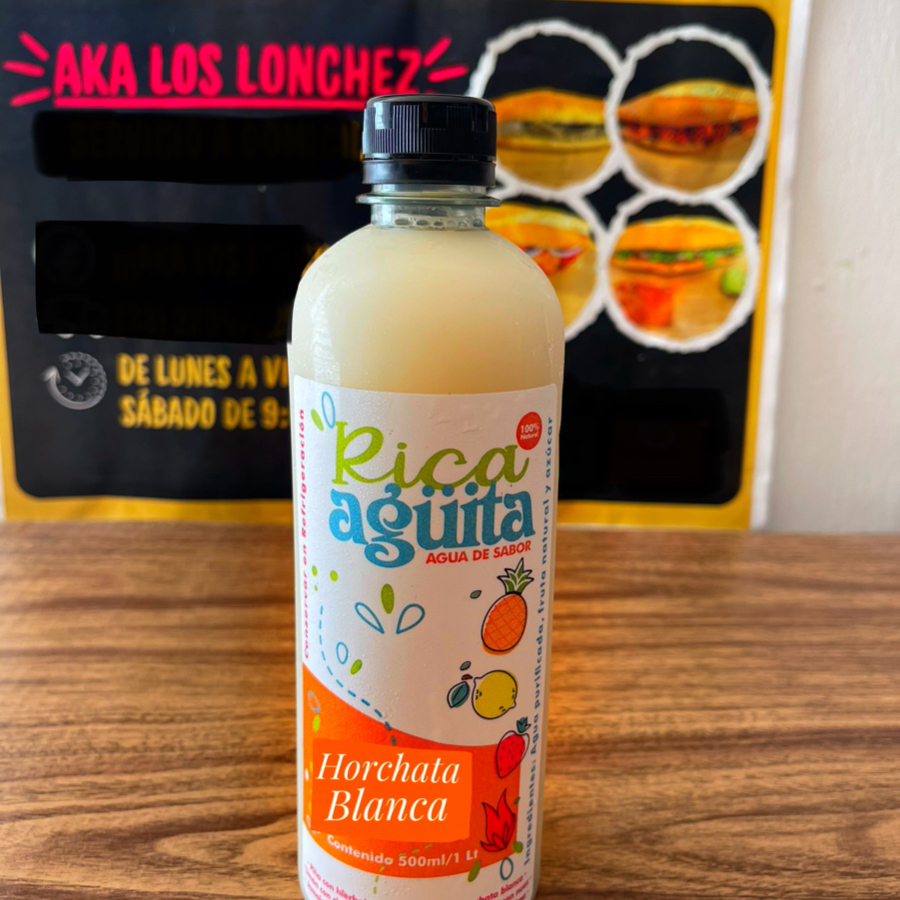 AKA LOS LONCHEZ
DE LUNES A
SÁBADO DE 9:
100%
Natural
Rica
agüita
AGUA DE SABOR
Conservar en Refrigeración
Ingredientes: Agua purificada, fruta natural y azúcar
Horchata
Blanca
Contenido 500ml/1 Lt